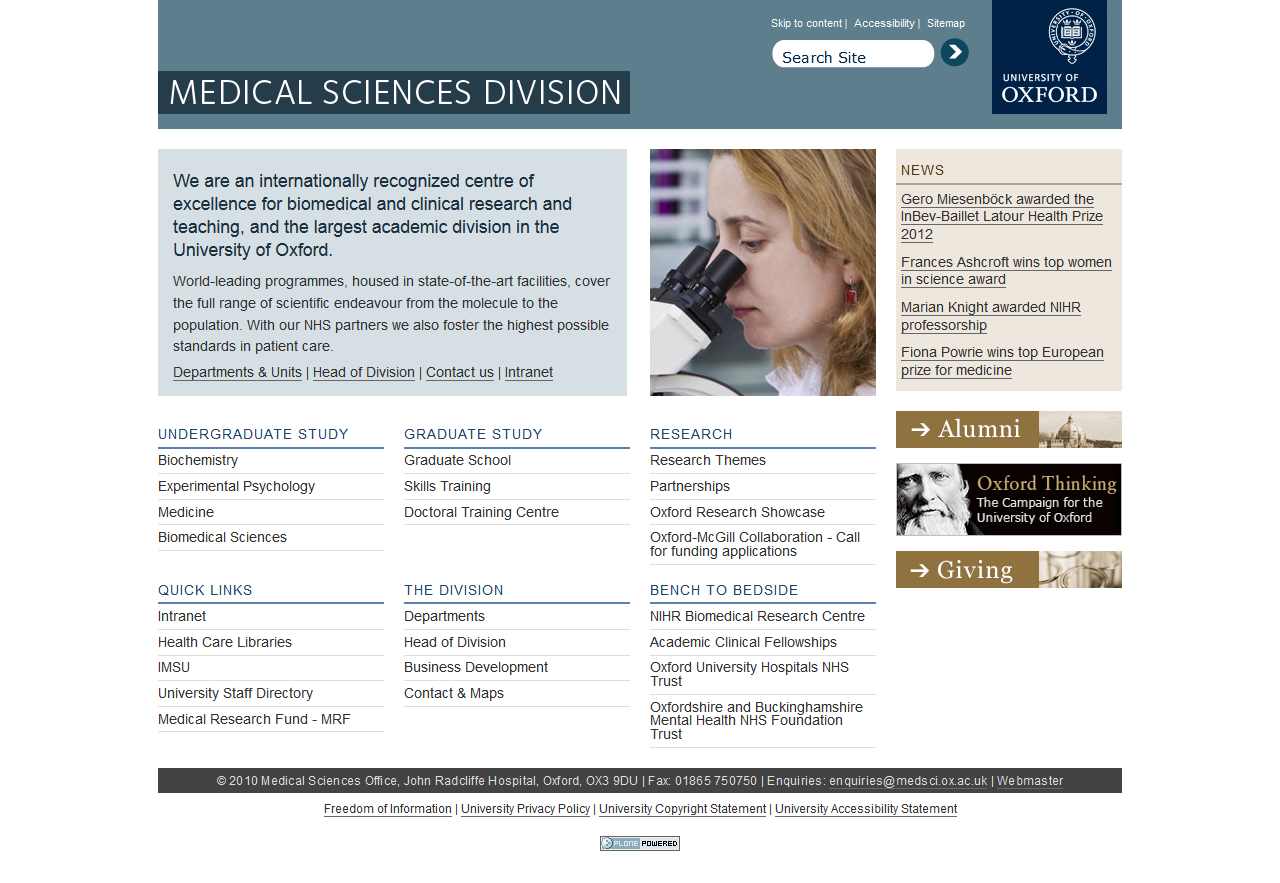 Skip to content | Accessibility | Sitemap
Search Site
MEDICAL SCIENCES DIVISION
UNIVERSITY OF
OXFORD
We are an internationally recognized centre of
excellence for biomedical and clinical research and
teaching, and the largest academic division in the
University of Oxford.
World-leading programmes, housed in state-of-the-art facilities, cover
the full range of scientific endeavour from the molecule to the
population. With our NHS partners we also foster the highest possible
standards in patient care.
Departments & Units | Head of Division | Contact us | Intranet
NEWS
Gero Miesenböck awarded the
InBev-Baillet Latour Health Prize
2012
Frances Ashcroft wins top women
in science award
Marian Knight awarded NIHR
professorship
Fiona Powrie wins top European
prize for medicine
Alumni
Oxford Thinking
The Campaign for the
University of Oxford
Giving
UNDERGRADUATE STUDY
Biochemistry
Experimental Psychology
Medicine
Biomedical Sciences
GRADUATE STUDY
Graduate School
Skills Training
Doctoral Training Centre
RESEARCH
Research Themes
Partnerships
Oxford Research Showcase
Oxford-McGill Collaboration - Call
for funding applications
QUICK LINKS
Intranet
Health Care Libraries
IMSU
University Staff Directory
Medical Research Fund - MRF
THE DIVISION
Departments
Head of Division
Business Development
Contact & Maps
BENCH TO BEDSIDE
NIHR Biomedical Research Centre
Academic Clinical Fellowships
Oxford University Hospitals NHS
Trust
Oxfordshire and Buckinghamshire
Mental Health NHS Foundation
Trust
© 2010 Medical Sciences Office, John Radcliffe Hospital, Oxford, OX3 9DU | Fax: 01865 750750 | Enquiries: enquiries@medsci.ox.ac.uk | Webmaster
Freedom of Information | University Privacy Policy | University Copyright Statement | University Accessibility Statement
PLONE POWERED